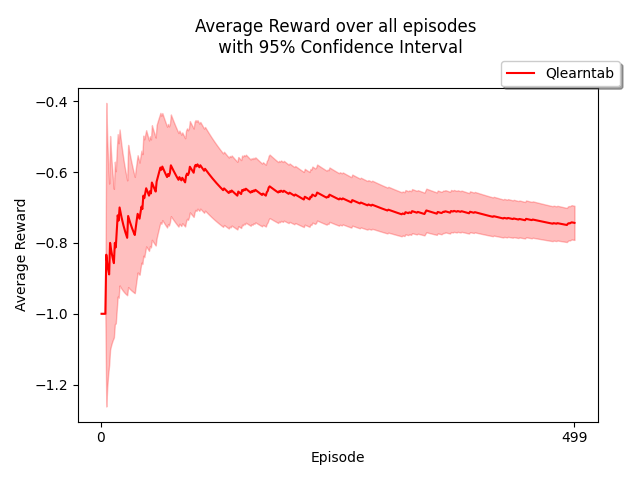 Average Reward over all episodes
with 95% Confidence Interval
Qlearntab
−0.4
−0.6
−0.8
−1.0
−1.2
Average Reward
0
499
Episode